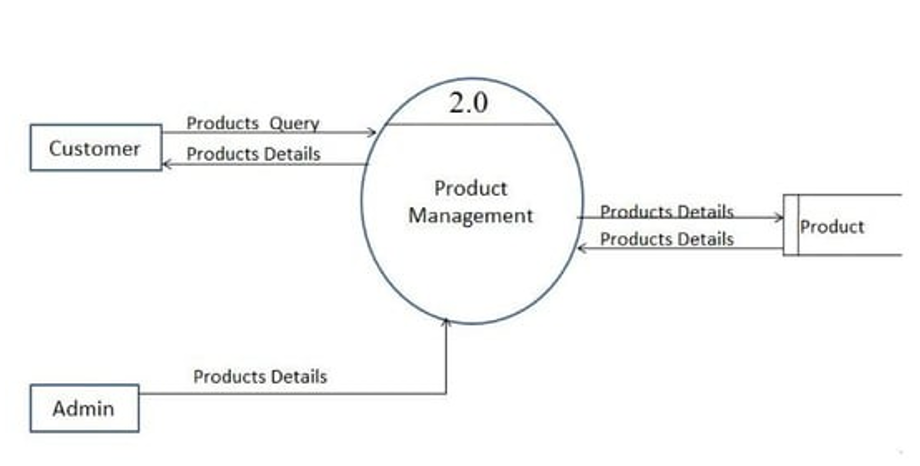 2.0
Products Query
Customer
Products Details
Product
Management
Products Details
Product
Products Details
Products Details
Admin